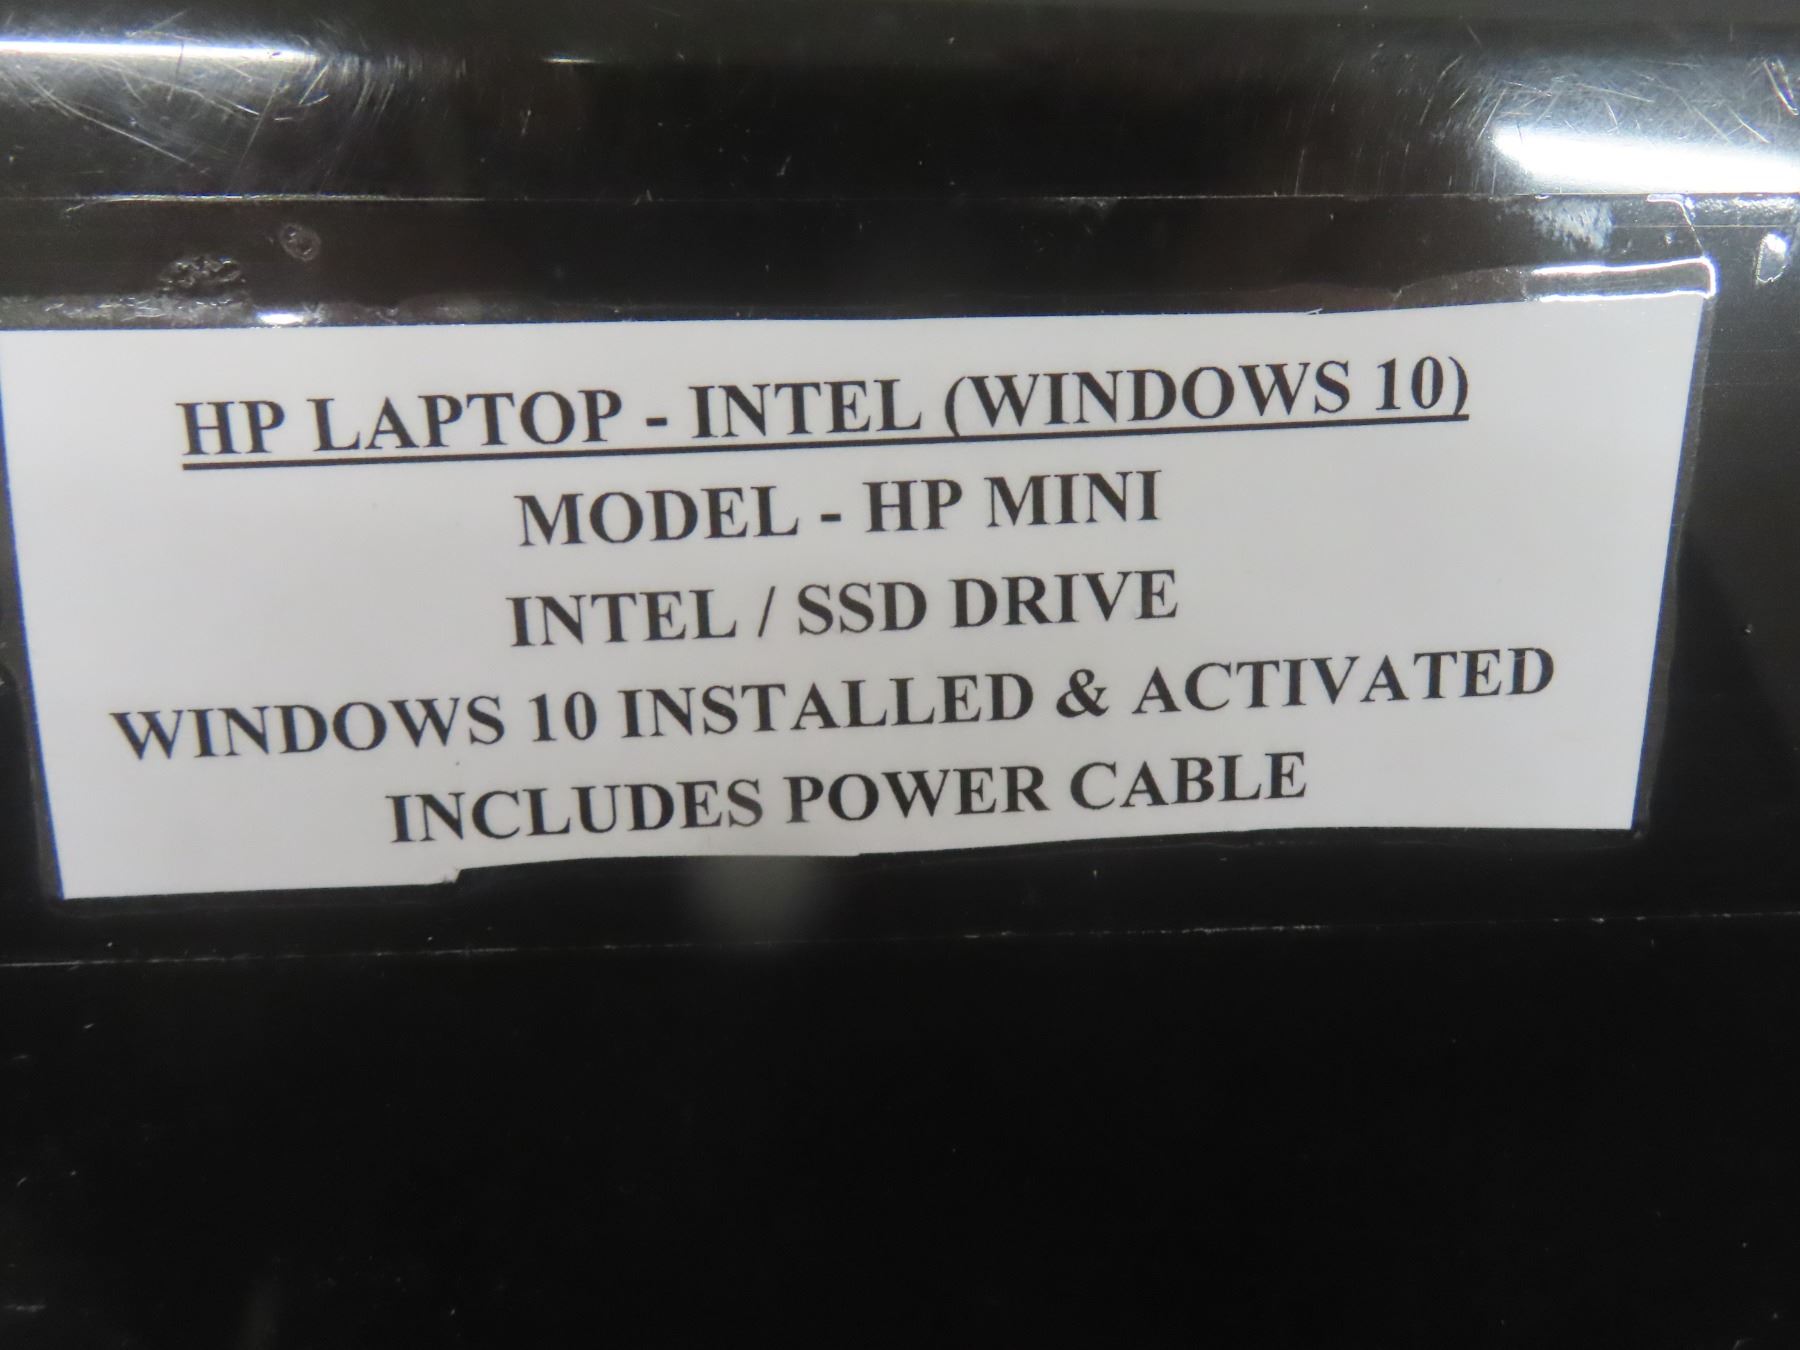 HP LAPTOP - INTEL (WINDOWS 10)
MODEL - HP MINI
INTEL / SSD DRIVE
WINDOWS 10 INSTALLED & ACTIVATED
INCLUDES POWER CABLE